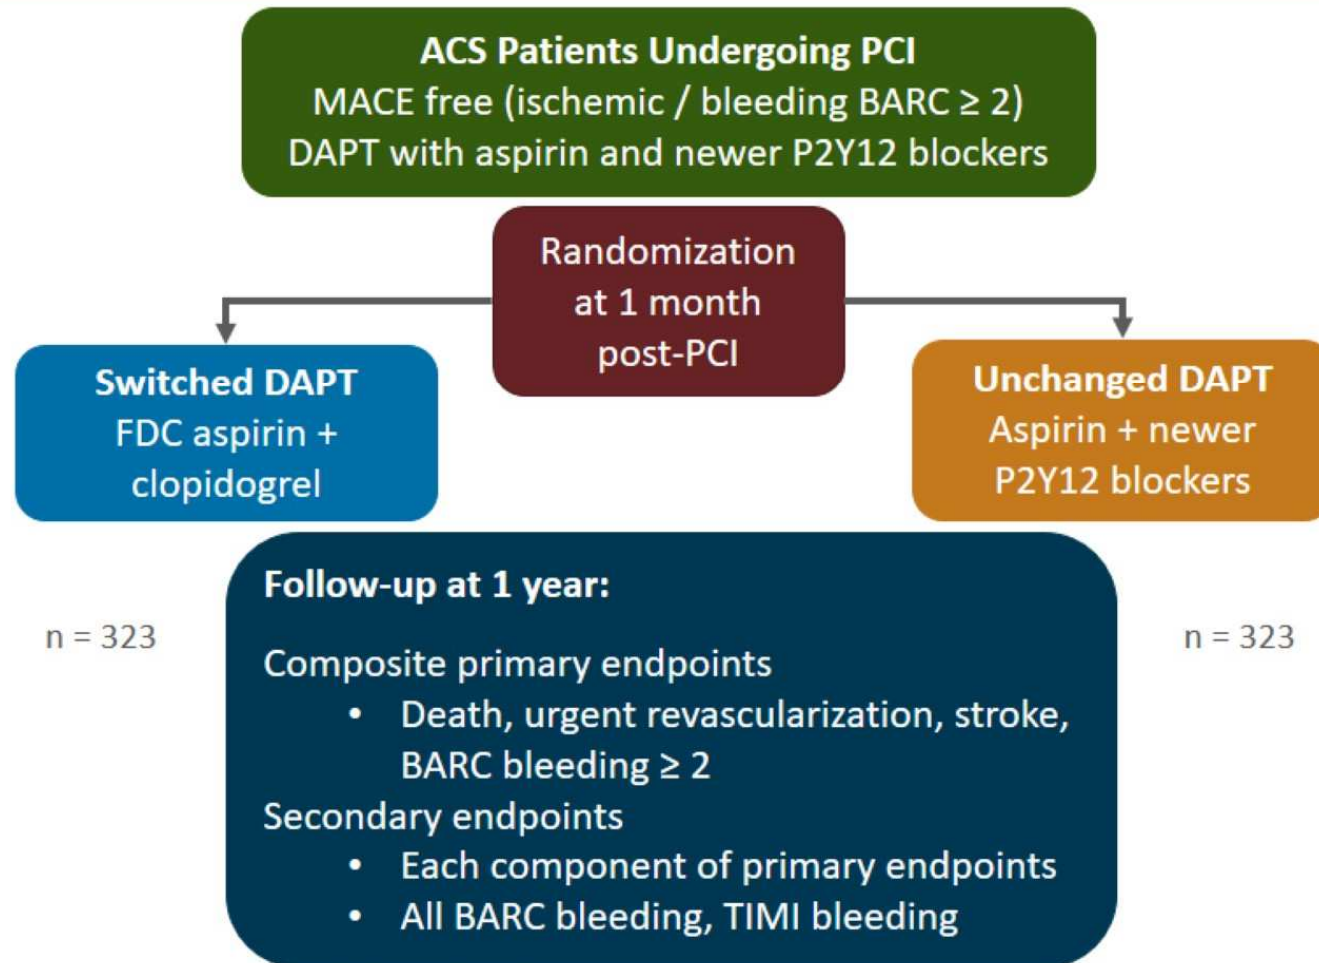 ACS Patients Undergoing PCI
MACE free (ischemic / bleeding BARC ≥ 2)
DAPT with aspirin and newer P2Y12 blockers
Randomization
at 1 month
post-PCI
Switched DAPT
FDC aspirin +
clopidogrel
Unchanged DAPT
Aspirin + newer
P2Y12 blockers
n = 323
n = 323
Follow-up at 1 year:
Composite primary endpoints
• Death, urgent revascularization, stroke,
BARC bleeding ≥ 2
Secondary endpoints
• Each component of primary endpoints
• All BARC bleeding, TIMI bleeding